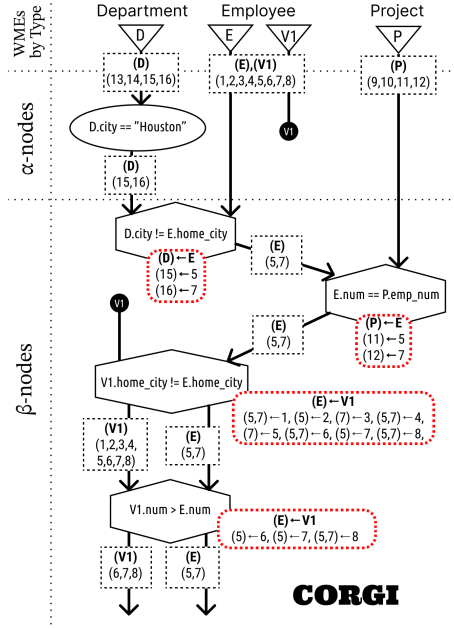 Department
Employee
Project
WMEs
by Type
D
E
V1
P
(D)
(13,14,15,16)
(E),(V1)
(1,2,3,4,5,6,7,8)
(P)
(9,10,11,12)
α-nodes
D.city == "Houston"
V1
(D)
(15,16)
β-nodes
D.city != E.home_city
(D)←E
(15)←5
(16)←7
(E)
(5,7)
E.num == P.emp_num
(P)←E
(11)←5
(12)←7
V1
(E)
(5,7)
V1.home_city != E.home_city
(E)←V1
(5,7)←1, (5)←2, (7)←3, (5,7)←4,
(7)←5, (5,7)←6, (5)←7, (5,7)←8,
(V1)
(1,2,3,4,
5,6,7,8)
(E)
(5,7)
V1.num > E.num
(E)←V1
(5)←6, (5)←7, (5,7)←8
(V1)
(6,7,8)
(E)
(5,7)
CORGI